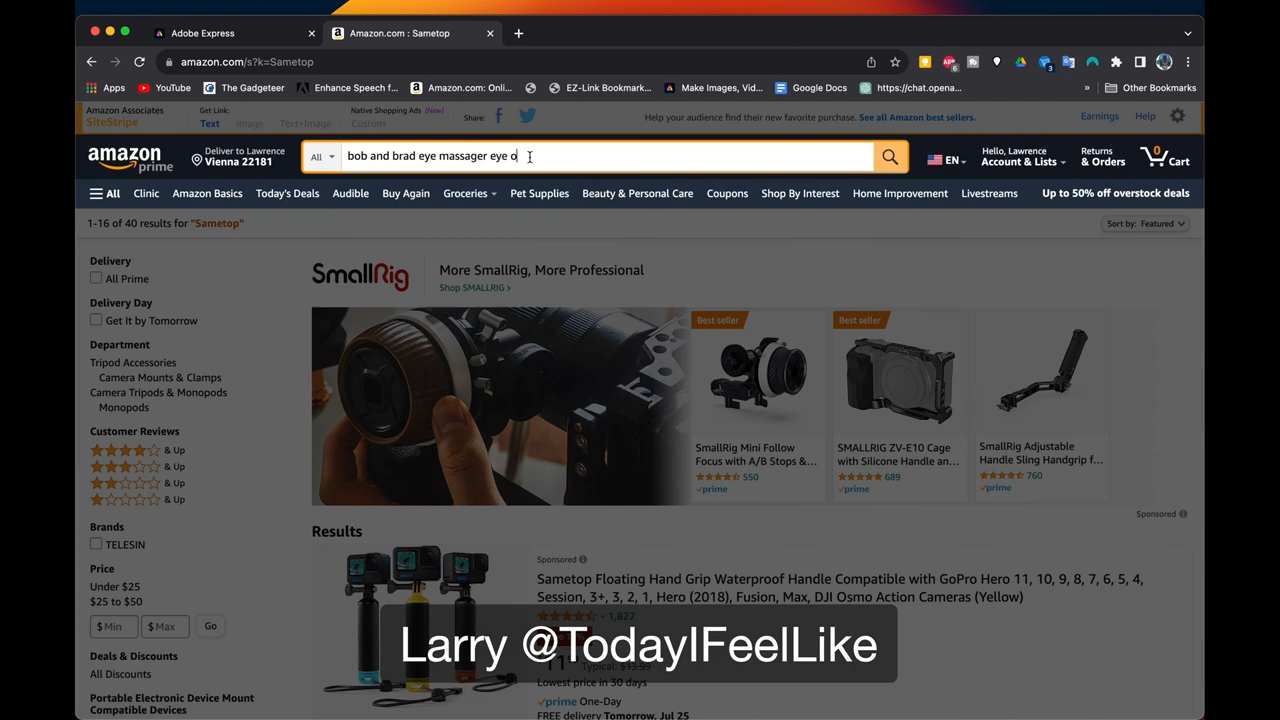 Adobe Express
Amazon.com : Sametop
amazon.com/s?k=Sametop
6
3
Apps
YouTube
The Gadgeteer
Enhance Speech f...
Amazon.com: Onli...
EZ-Link Bookmark...
Make Images, Vid...
Google Docs
https://chat.opena...
»
Other Bookmarks
Amazon Associates
SiteStripe
Get Link:
Text
Image
Text+Image
Native Shopping Ads (New)
Custom
Share:
Help your audience find their new favorite purchase. See all Amazon best sellers.
Earnings
Help
amazon
prime
Deliver to Lawrence
Vienna 22181
All
bob and brad eye massager eye o
EN
Hello, Lawrence
Account & Lists
Returns
& Orders
0
Cart
All
Clinic
Amazon Basics
Today's Deals
Audible
Buy Again
Groceries
Pet Supplies
Beauty & Personal Care
Coupons
Shop By Interest
Home Improvement
Livestreams
Up to 50% off overstock deals
1-16 of 40 results for "Sametop"
Sort by: Featured
Delivery
All Prime
Delivery Day
Get It by Tomorrow
Department
Tripod Accessories
Camera Mounts & Clamps
Camera Tripods & Monopods
Monopods
Customer Reviews
& Up
& Up
& Up
& Up
Brands
TELESIN
Price
Under $25
$25 to $50
$ Min
$ Max
Go
Deals & Discounts
All Discounts
Portable Electronic Device Mount
Compatible Devices
SmallRig
More SmallRig, More Professional
Shop SMALLRIG >
Best seller
SmallRig Mini Follow
Focus with A/B Stops &...
550
prime
Best seller
SMALLRIG ZV-E10 Cage
with Silicone Handle an...
689
prime
SmallRig Adjustable
Handle Sling Handgrip f...
760
prime
Sponsored
Results
Sponsored
Sametop Floating Hand Grip Waterproof Handle Compatible with GoPro Hero 11, 10, 9, 8, 7, 6, 5, 4,
Session, 3+, 3, 2, 1, Hero (2018), Fusion, Max, DJI Osmo Action Cameras (Yellow)
1,827
Larry @TodayIFeelLike
Typical: $13.99
Lowest price in 30 days
prime One-Day
FREE delivery Tomorrow, Jul 25